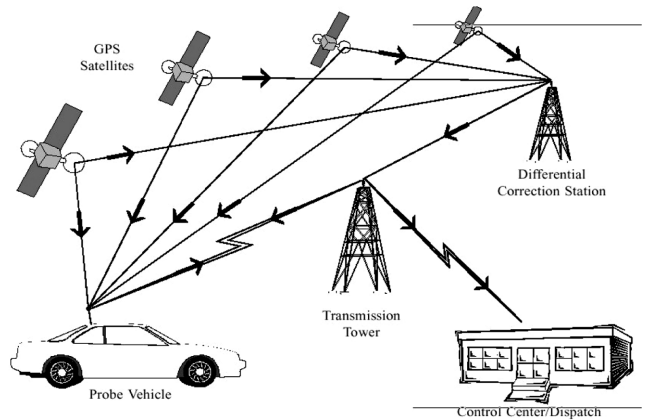 GPS
Satellites
Differential
Correction Station
Transmission
Tower
Probe Vehicle
Control Center/Dispatch